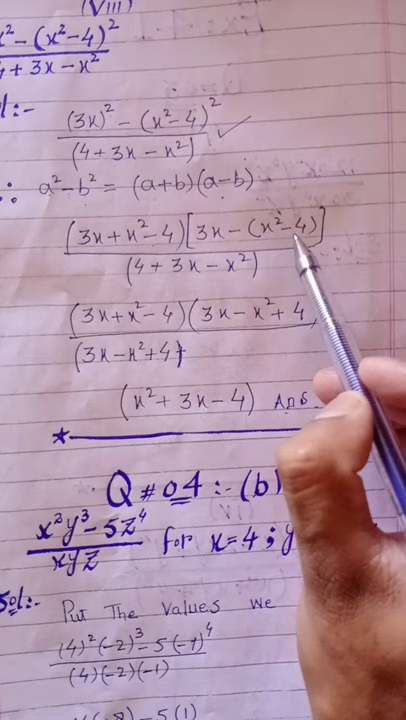 (VIII)
x² - (x² - 4)²
4 + 3x - x²
l :-
(3x)² - (x² - 4)²
(4 + 3x - x²)
∴ a² - b² = (a+b)(a-b)
(3x + x² - 4)[3x - (x² - 4)]
(4 + 3x - x²)
(3x + x² - 4)(3x - x² + 4
(3x - x² + 4)
(x² + 3x - 4) Ans.
Q # 04 :- (b)
x²y³ - 5z⁴
xyz
for x = 4 ; y
Sol:- Put The values we
(4)²(-2)³ - 5(-1)⁴
(4)(-2)(-1)
(-8) - 5(1)